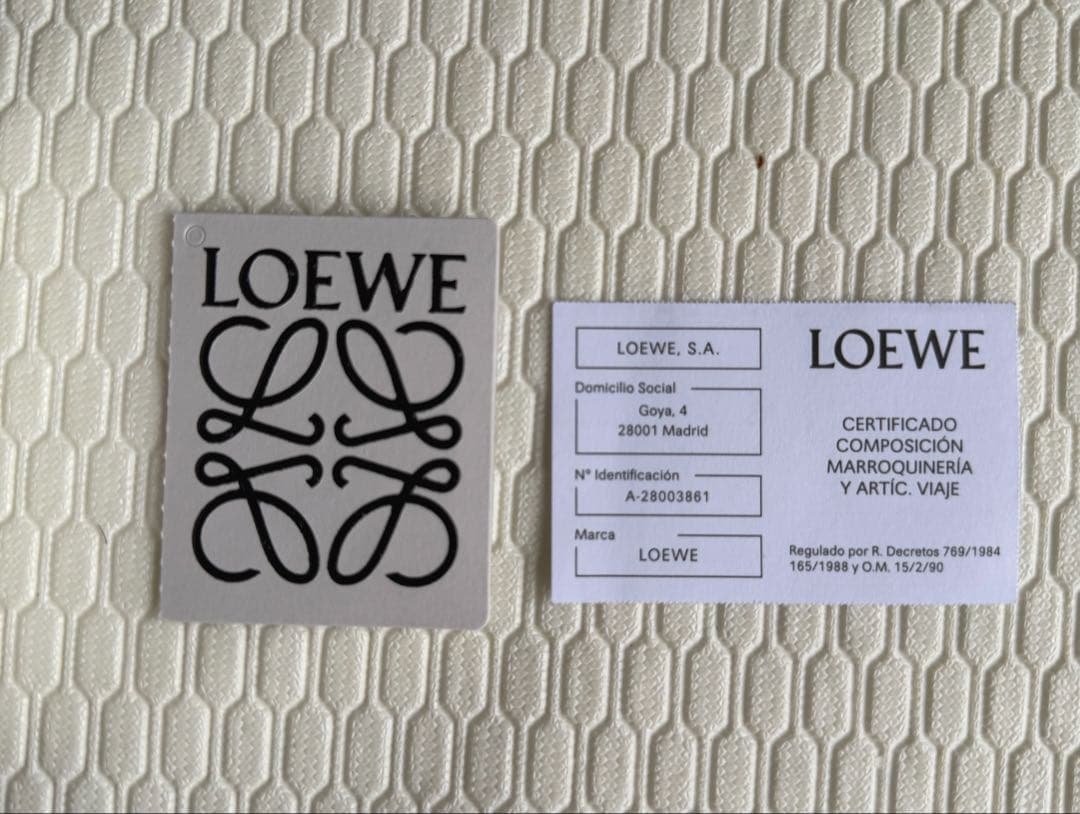 LOEWE
LOEWE, S.A.
Domicilio Social
Goya, 4
28001 Madrid
Nº Identificación
A-28003861
Marca
LOEWE
LOEWE
CERTIFICADO
COMPOSICIÓN
MARROQUINERÍA
Y ARTÍC. VIAJE
Regulado por R. Decretos 769/1984
165/1988 y O.M. 15/2/90